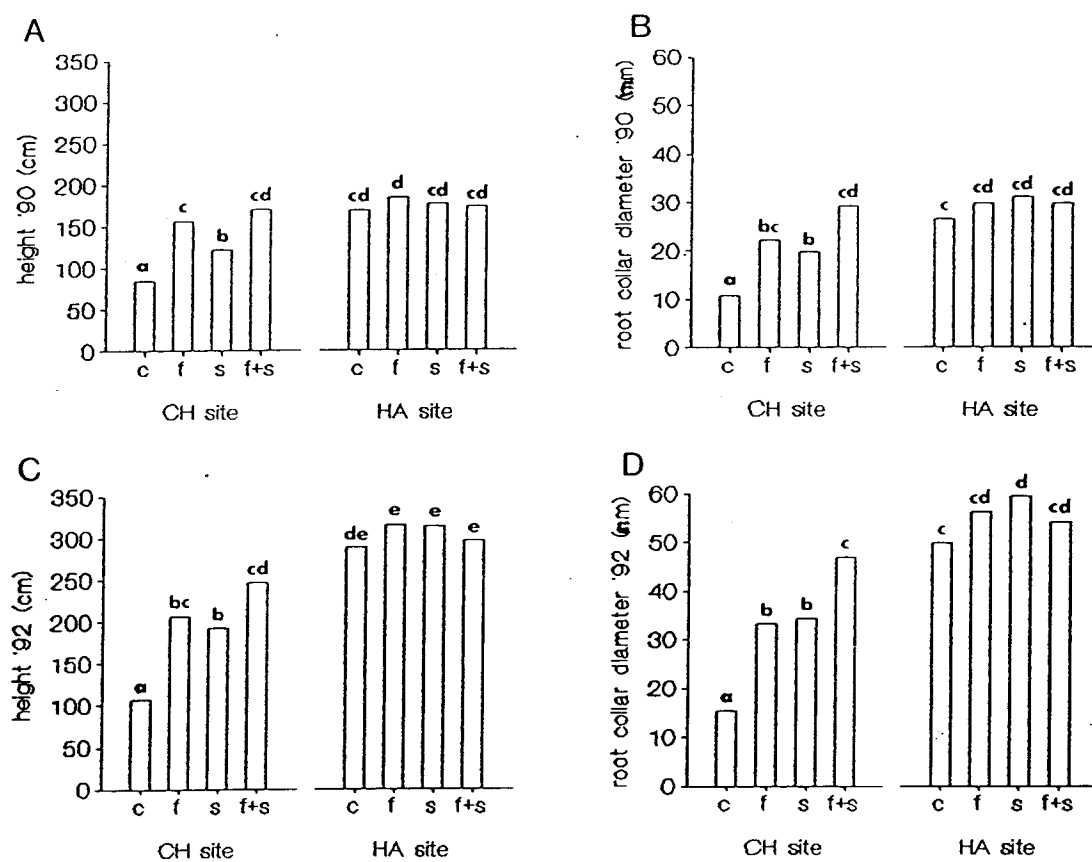 A
height '90 (cm)
350
300
250
200
150
100
50
0
a c b cd
cd d cd cd
c f s f+s
c f s f+s
CH site HA site
B
root collar diameter '90 (mm)
60
50
40
30
20
10
0
a bc b cd
c cd cd cd
c f s f+s
c f s f+s
CH site HA site
C
height '92 (cm)
350
300
250
200
150
100
50
0
a bc b cd
de e e e
c f s f+s
c f s f+s
CH site HA site
D
root collar diameter '92 (mm)
60
50
40
30
20
10
0
a b b c
c cd d cd
c f s f+s
c f s f+s
CH site HA site